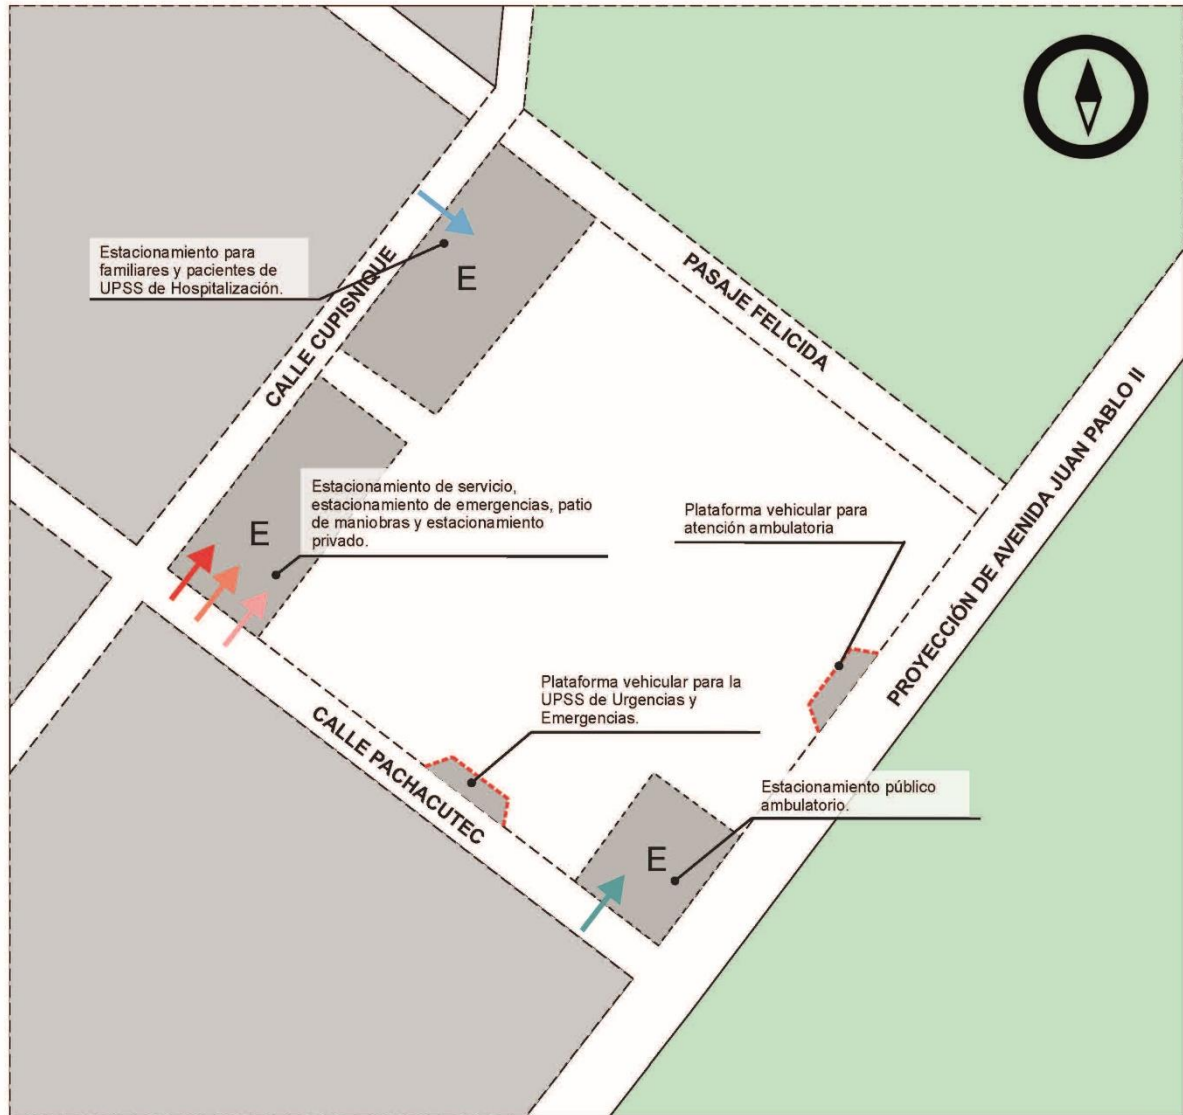 Estacionamiento para
familiares y pacientes de
UPSS de Hospitalización.
E
CALLE CUPISNIQUE
PASAJE FELICIDA
PROYECCIÓN DE AVENIDA JUAN PABLO II
Estacionamiento de servicio,
estacionamiento de emergencias, patio
de maniobras y estacionamiento
privado.
E
Plataforma vehicular para
atención ambulatoria
Plataforma vehicular para la
UPSS de Urgencias y
Emergencias.
CALLE PACHACUTEC
Estacionamiento público
ambulatorio.
E